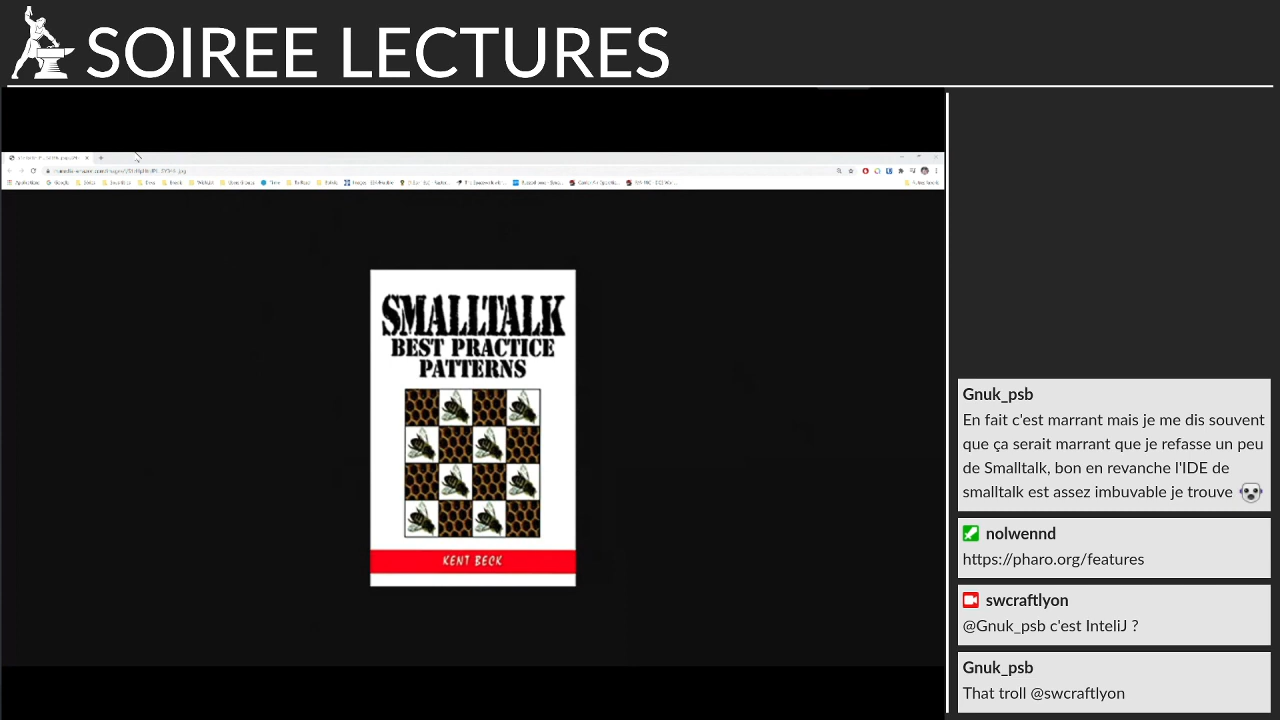 SOIREE LECTURES
SMALLTALK
BEST PRACTICE
PATTERNS
KENT BECK
Gnuk_psb
En fait c'est marrant mais je me dis souvent
que ça serait marrant que je refasse un peu
de Smalltalk, bon en revanche l'IDE de
smalltalk est assez imbuvable je trouve
nolwennd
https://pharo.org/features
swcraftlyon
@Gnuk_psb c'est InteliJ ?
Gnuk_psb
That troll @swcraftlyon